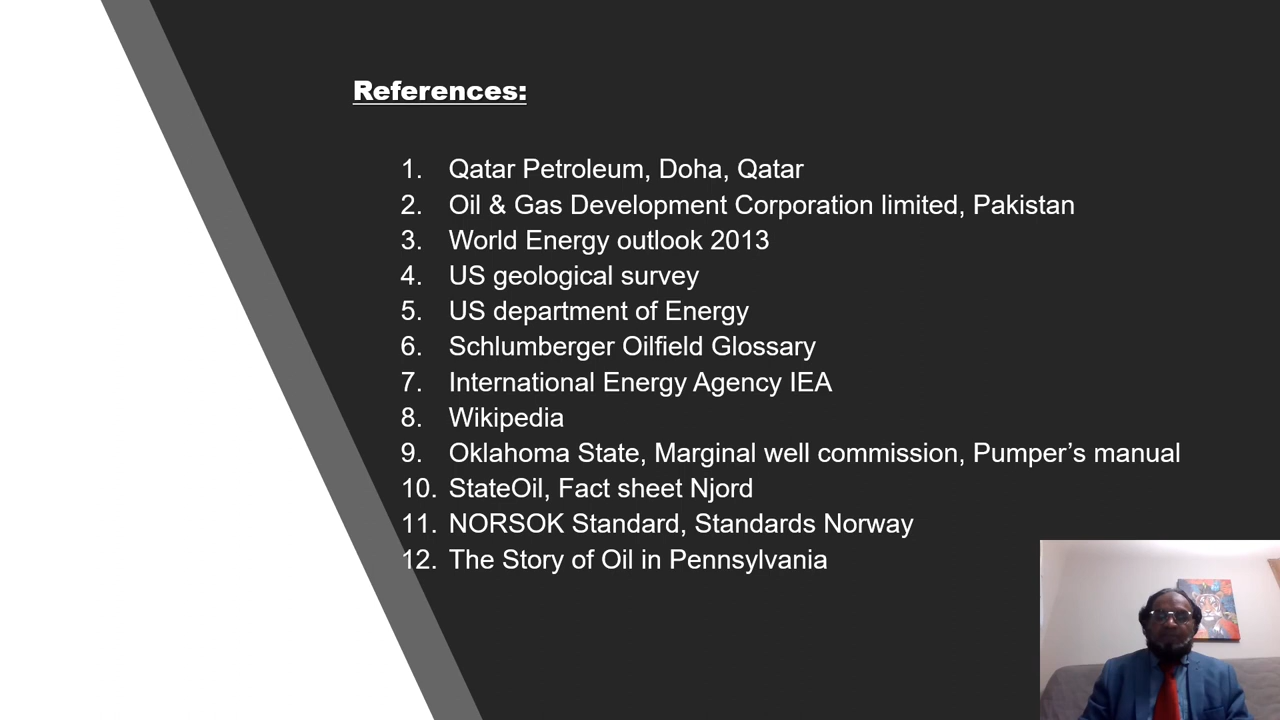 References:
1. Qatar Petroleum, Doha, Qatar
2. Oil & Gas Development Corporation limited, Pakistan
3. World Energy outlook 2013
4. US geological survey
5. US department of Energy
6. Schlumberger Oilfield Glossary
7. International Energy Agency IEA
8. Wikipedia
9. Oklahoma State, Marginal well commission, Pumper’s manual
10. StateOil, Fact sheet Njord
11. NORSOK Standard, Standards Norway
12. The Story of Oil in Pennsylvania